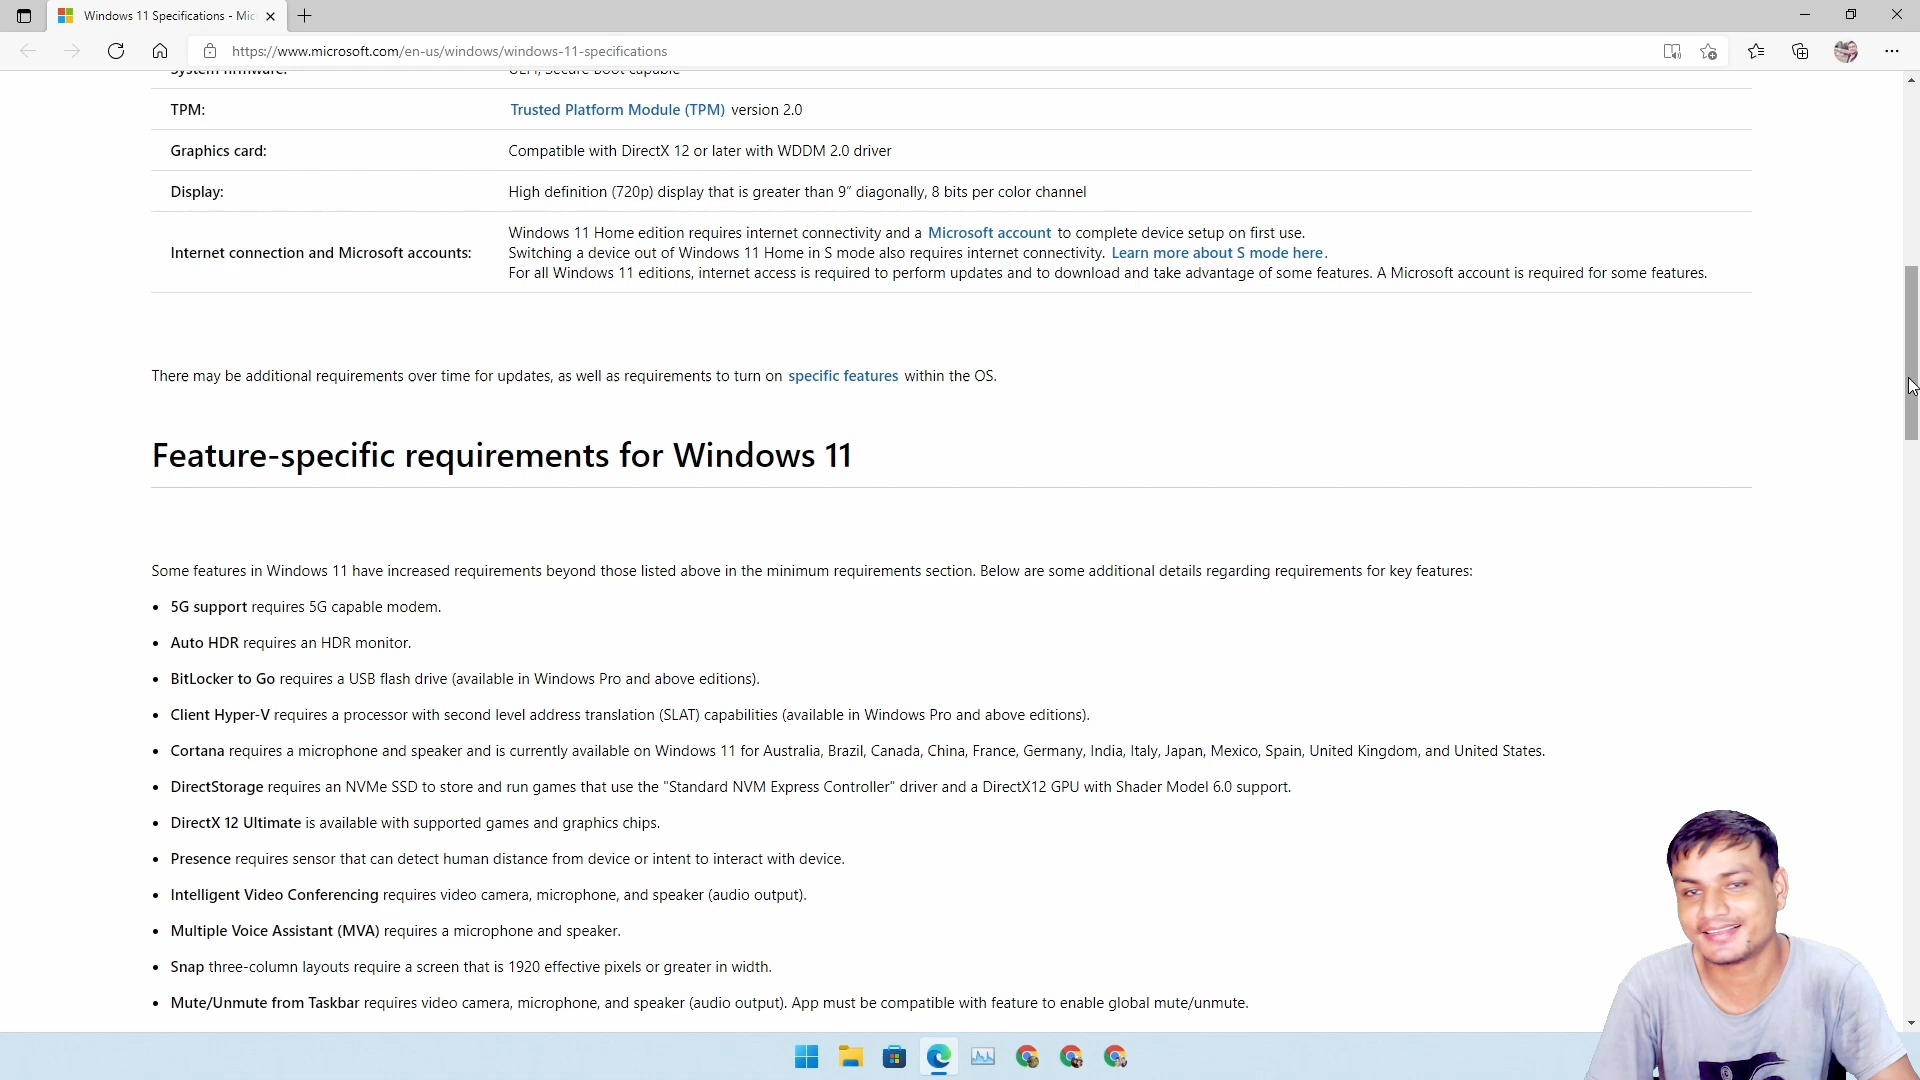 Windows 11 Specifications - Mic
https://www.microsoft.com/en-us/windows/windows-11-specifications
System firmware: UEFI, Secure Boot capable
TPM: Trusted Platform Module (TPM) version 2.0
Graphics card: Compatible with DirectX 12 or later with WDDM 2.0 driver
Display: High definition (720p) display that is greater than 9” diagonally, 8 bits per color channel
Internet connection and Microsoft accounts:
Windows 11 Home edition requires internet connectivity and a Microsoft account to complete device setup on first use.
Switching a device out of Windows 11 Home in S mode also requires internet connectivity. Learn more about S mode here.
For all Windows 11 editions, internet access is required to perform updates and to download and take advantage of some features. A Microsoft account is required for some features.
There may be additional requirements over time for updates, as well as requirements to turn on specific features within the OS.
Feature-specific requirements for Windows 11
Some features in Windows 11 have increased requirements beyond those listed above in the minimum requirements section. Below are some additional details regarding requirements for key features:
• 5G support requires 5G capable modem.
• Auto HDR requires an HDR monitor.
• BitLocker to Go requires a USB flash drive (available in Windows Pro and above editions).
• Client Hyper-V requires a processor with second level address translation (SLAT) capabilities (available in Windows Pro and above editions).
• Cortana requires a microphone and speaker and is currently available on Windows 11 for Australia, Brazil, Canada, China, France, Germany, India, Italy, Japan, Mexico, Spain, United Kingdom, and United States.
• DirectStorage requires an NVMe SSD to store and run games that use the "Standard NVM Express Controller" driver and a DirectX12 GPU with Shader Model 6.0 support.
• DirectX 12 Ultimate is available with supported games and graphics chips.
• Presence requires sensor that can detect human distance from device or intent to interact with device.
• Intelligent Video Conferencing requires video camera, microphone, and speaker (audio output).
• Multiple Voice Assistant (MVA) requires a microphone and speaker.
• Snap three-column layouts require a screen that is 1920 effective pixels or greater in width.
• Mute/Unmute from Taskbar requires video camera, microphone, and speaker (audio output). App must be compatible with feature to enable global mute/unmute.